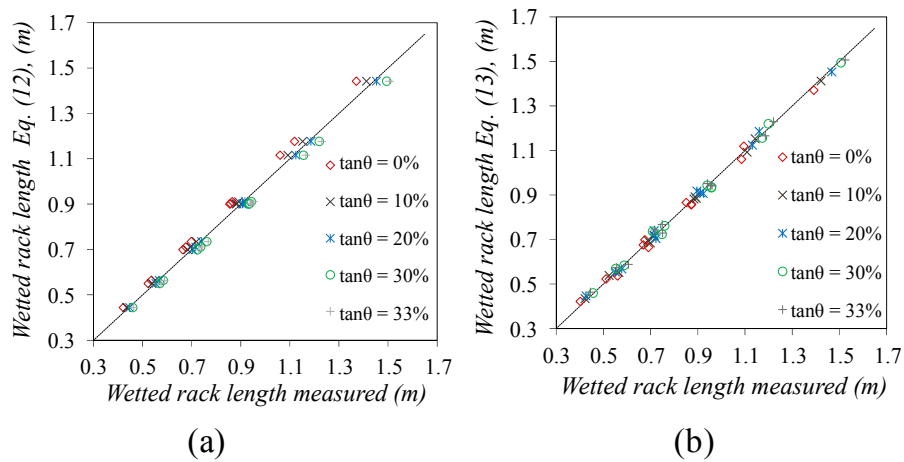 Wetted rack length Eq. (12), (m)
1.7
1.5
1.3
1.1
0.9
0.7
0.5
0.3
tanθ = 0%
tanθ = 10%
tanθ = 20%
tanθ = 30%
tanθ = 33%
0.3 0.5 0.7 0.9 1.1 1.3 1.5 1.7
Wetted rack length measured (m)
(a)
Wetted rack length Eq. (13), (m)
1.7
1.5
1.3
1.1
0.9
0.7
0.5
0.3
tanθ = 0%
tanθ = 10%
tanθ = 20%
tanθ = 30%
tanθ = 33%
0.3 0.5 0.7 0.9 1.1 1.3 1.5 1.7
Wetted rack length measured (m)
(b)